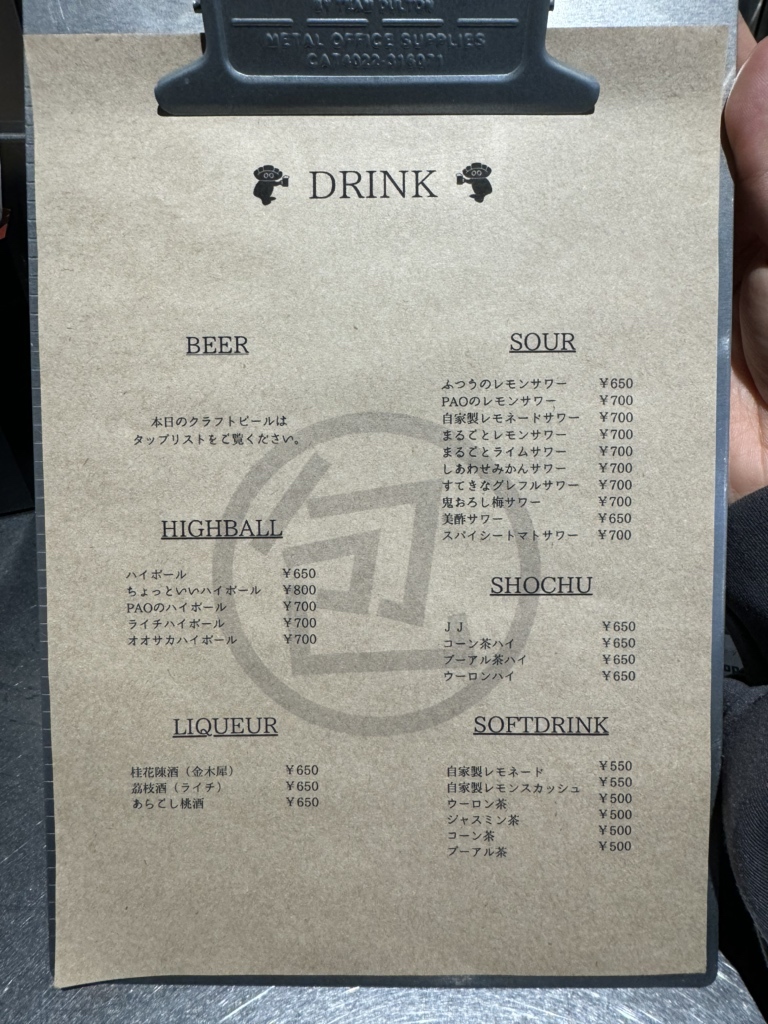 BY TEAM DULTON
METAL OFFICE SUPPLIES
CAT4022-316071
DRINK
BEER
本日のクラフトビールは
タップリストをご覧ください。
HIGHBALL
ハイボール ￥650
ちょっといいハイボール ￥800
PAOのハイボール ￥700
ライチハイボール ￥700
オオサカハイボール ￥700
LIQUEUR
桂花陳酒（金木犀） ￥650
茘枝酒（ライチ） ￥650
あらごし桃酒 ￥650
SOUR
ふつうのレモンサワー ￥650
PAOのレモンサワー ￥700
自家製レモネードサワー ￥700
まるごとレモンサワー ￥700
まるごとライムサワー ￥700
しあわせみかんサワー ￥700
すてきなグレフルサワー ￥700
鬼おろし梅サワー ￥700
美酢サワー ￥650
スパイシートマトサワー ￥700
SHOCHU
ＪＪ ￥650
コーン茶ハイ ￥650
プーアル茶ハイ ￥650
ウーロンハイ ￥650
SOFTDRINK
自家製レモネード ￥550
自家製レモンスカッシュ ￥550
ウーロン茶 ￥500
ジャスミン茶 ￥500
コーン茶 ￥500
プーアル茶 ￥500